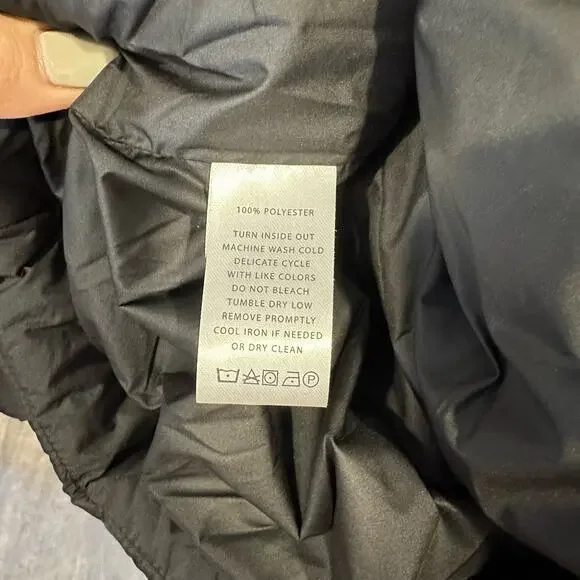 100% POLYESTER
TURN INSIDE OUT
MACHINE WASH COLD
DELICATE CYCLE
WITH LIKE COLORS
DO NOT BLEACH
TUMBLE DRY LOW
REMOVE PROMPTLY
COOL IRON IF NEEDED
OR DRY CLEAN
P